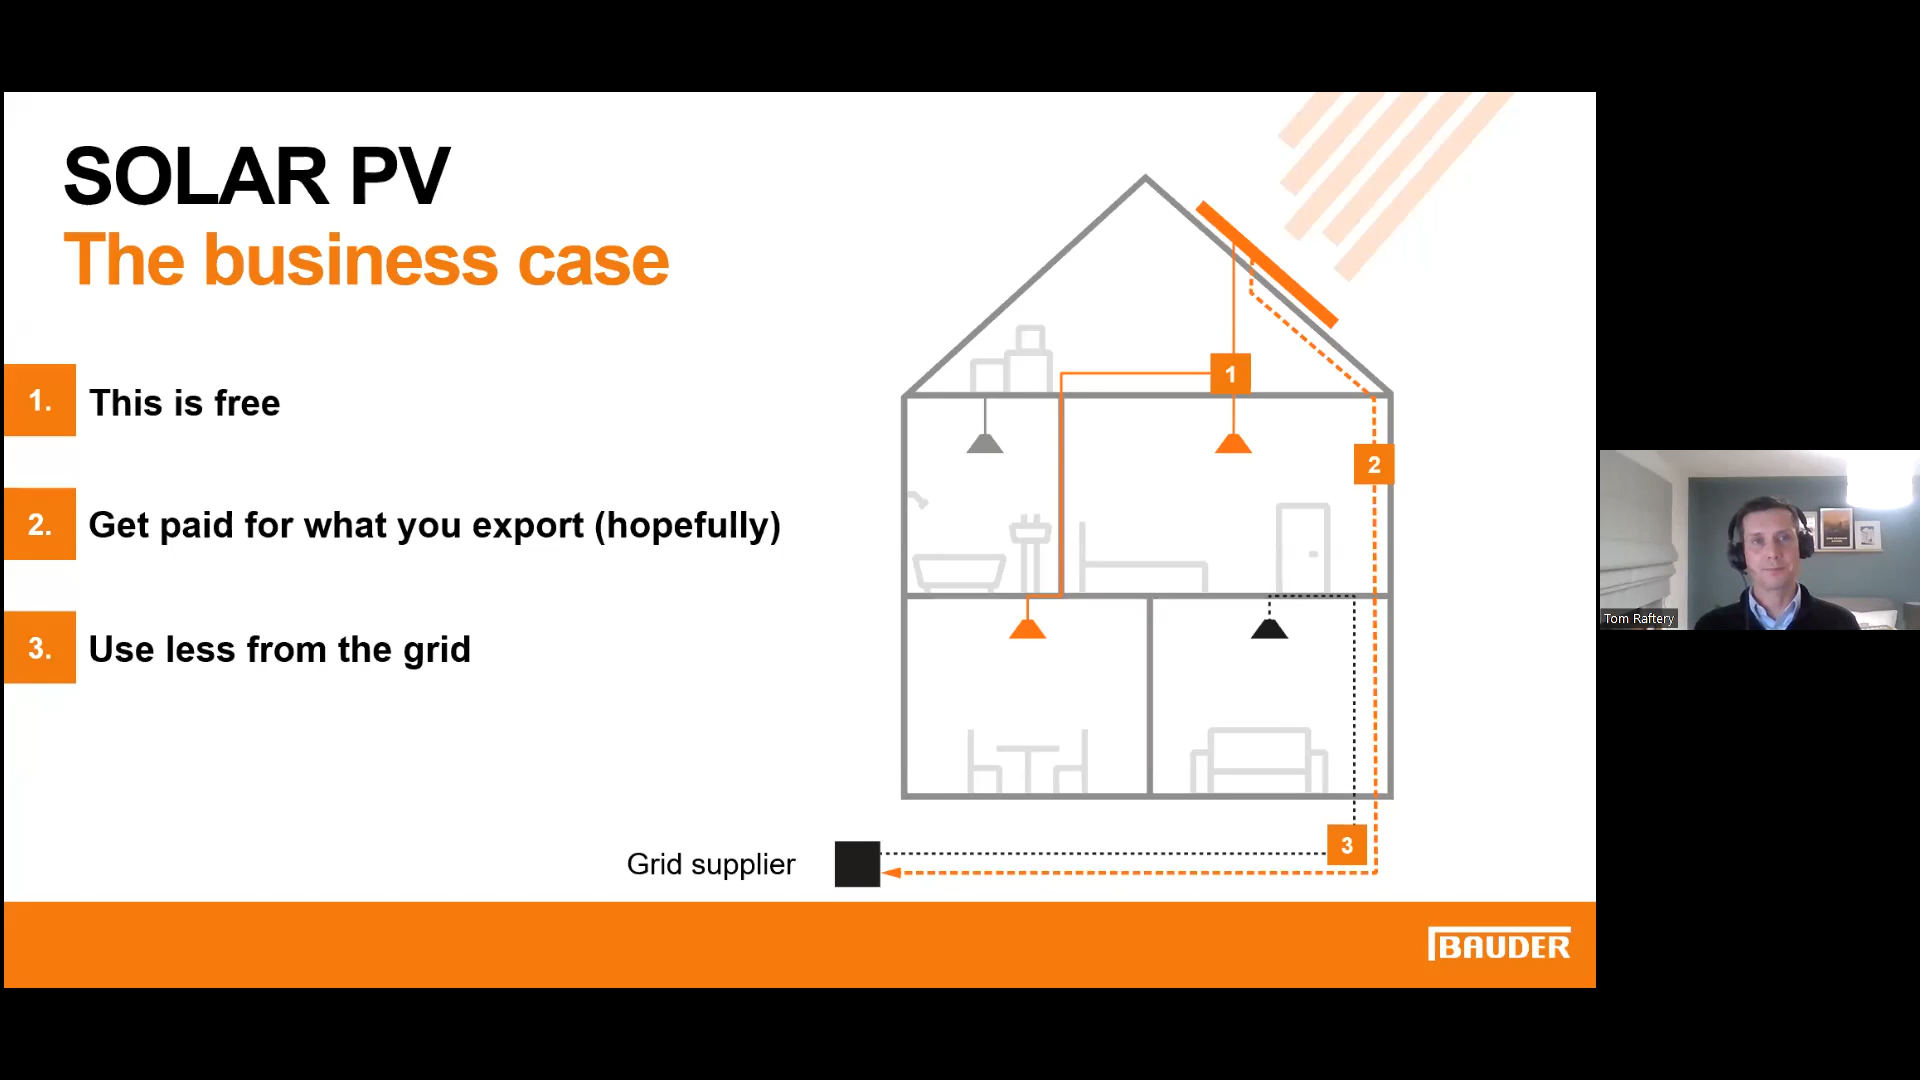 SOLAR PV
The business case
1. This is free
2. Get paid for what you export (hopefully)
3. Use less from the grid
1
2
3
Grid supplier
BAUDER
Tom Raftery